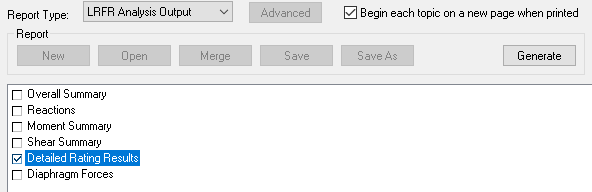 Report Type: LRFR Analysis Output Advanced Begin each topic on a new page when printed
Report
New Open Merge Save Save As Generate
Overall Summary
Reactions
Moment Summary
Shear Summary
Detailed Rating Results
Diaphragm Forces